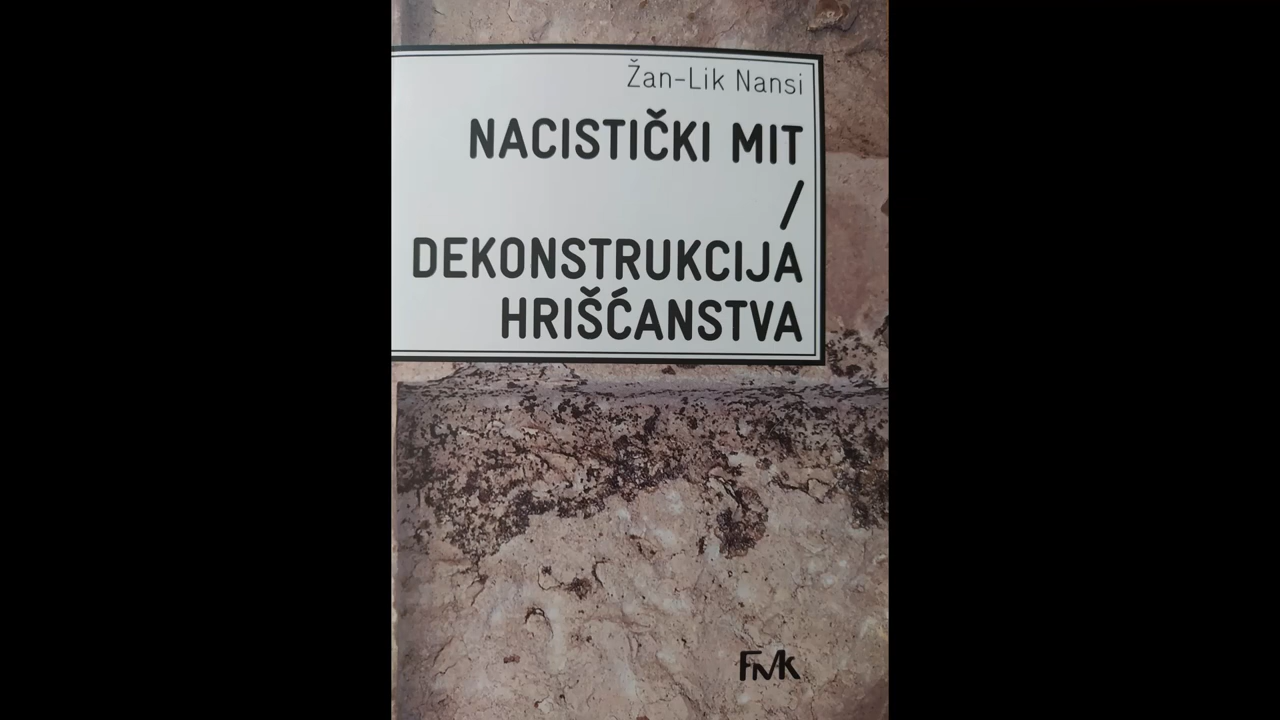 Žan-Lik Nansi
NACISTIČKI MIT
/
DEKONSTRUKCIJA
HRIŠĆANSTVA
FMK